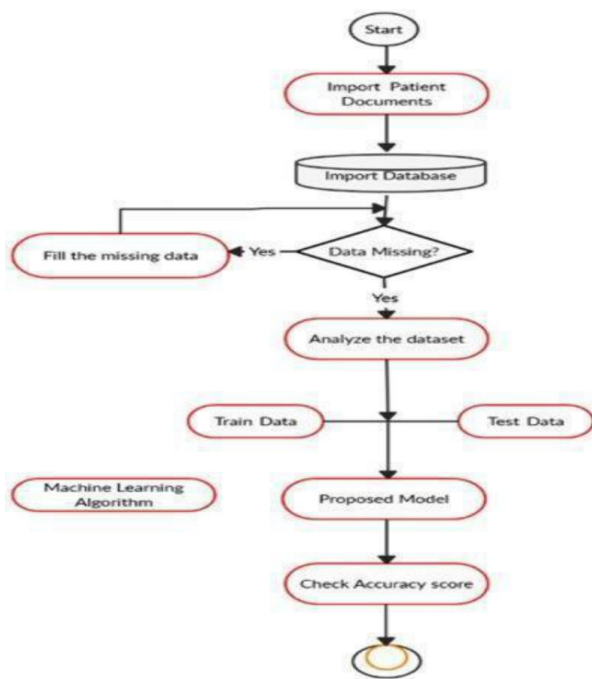 Start
Import Patient
Documents
Import Database
Fill the missing data
Yes
Data Missing?
Yes
Analyze the dataset
Train Data
Test Data
Machine Learning
Algorithm
Proposed Model
Check Accuracy score